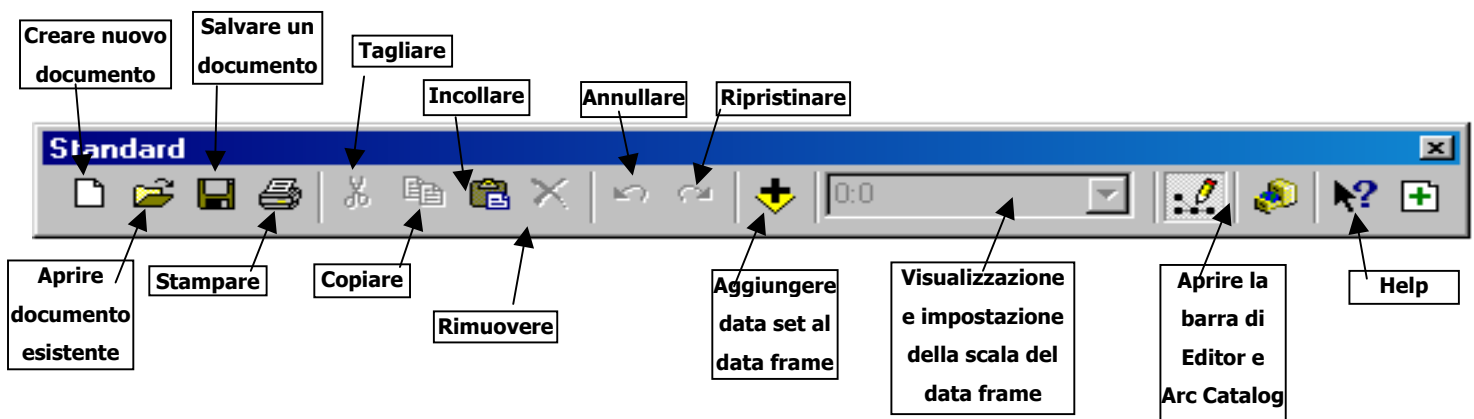 Creare nuovo
documento
Salvare un
documento
Tagliare
Incollare
Annullare
Ripristinare
Standard
0:0
Aprire
documento
esistente
Stampare
Copiare
Rimuovere
Aggiungere
data set al
data frame
Visualizzazione
e impostazione
della scala del
data frame
Aprire la
barra di
Editor e
Arc Catalog
Help